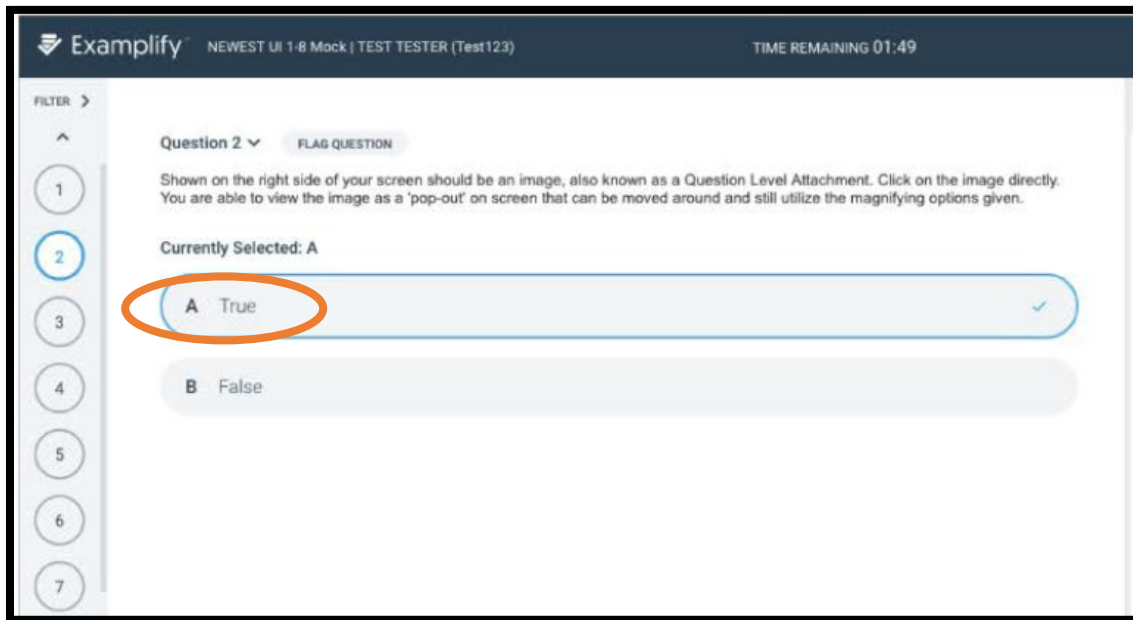 Examplify NEWEST UI 1-8 Mock | TEST TESTER (Test123) TIME REMAINING 01:49
FILTER
Question 2 FLAG QUESTION
1
Shown on the right side of your screen should be an image, also known as a Question Level Attachment. Click on the image directly.
You are able to view the image as a 'pop-out' on screen that can be moved around and still utilize the magnifying options given.
2
Currently Selected: A
A True
3
4
B False
5
6
7